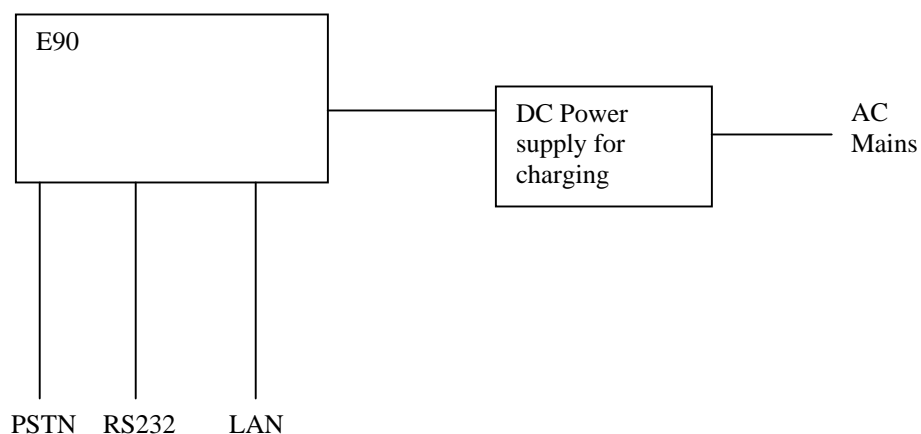 E90
DC Power
supply for
charging
AC
Mains
PSTN
RS232
LAN